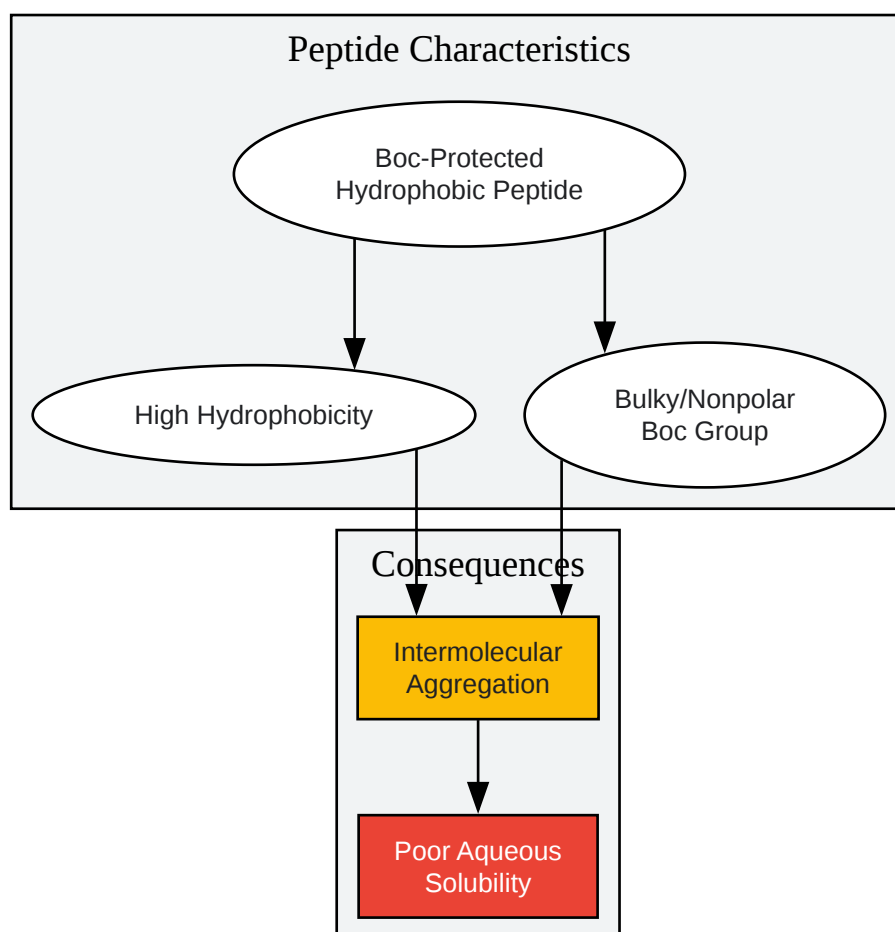 Peptide Characteristics
Boc-Protected
Hydrophobic Peptide
High Hydrophobicity
Bulky/Nonpolar
Boc Group
Consequences
Intermolecular
Aggregation
Poor Aqueous
Solubility